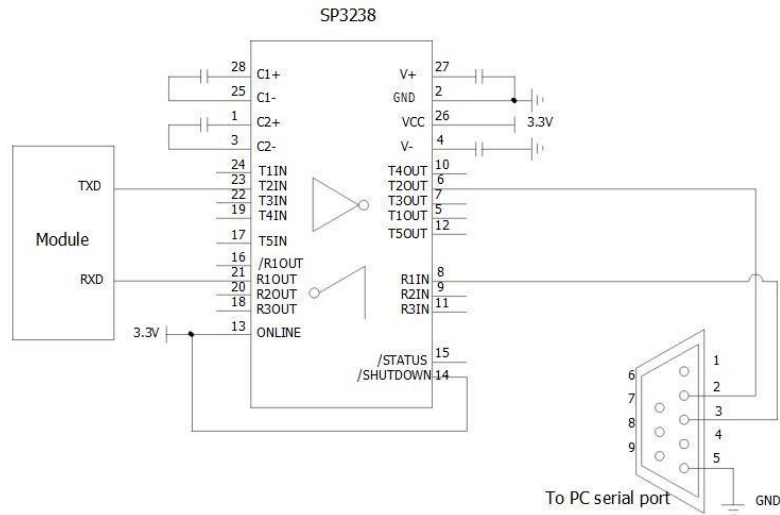 SP3238
28 C1+ V+ 27
25 C1- GND 2
1 C2+ VCC 26 3.3V
3 C2- V- 4
24 T1IN T4OUT 10
TXD 23 T2IN T2OUT 6
22 T3IN T3OUT 7
19 T4IN T1OUT 5
17 T5IN T5OUT 12
Module
16 /R1OUT
RXD 21 R1OUT R1IN 8
20 R2OUT R2IN 9
18 R3OUT R3IN 11
3.3V 13 ONLINE
/STATUS 15
/SHUTDOWN 14
1
6
2
7
3
8
4
9
5
To PC serial port
GND